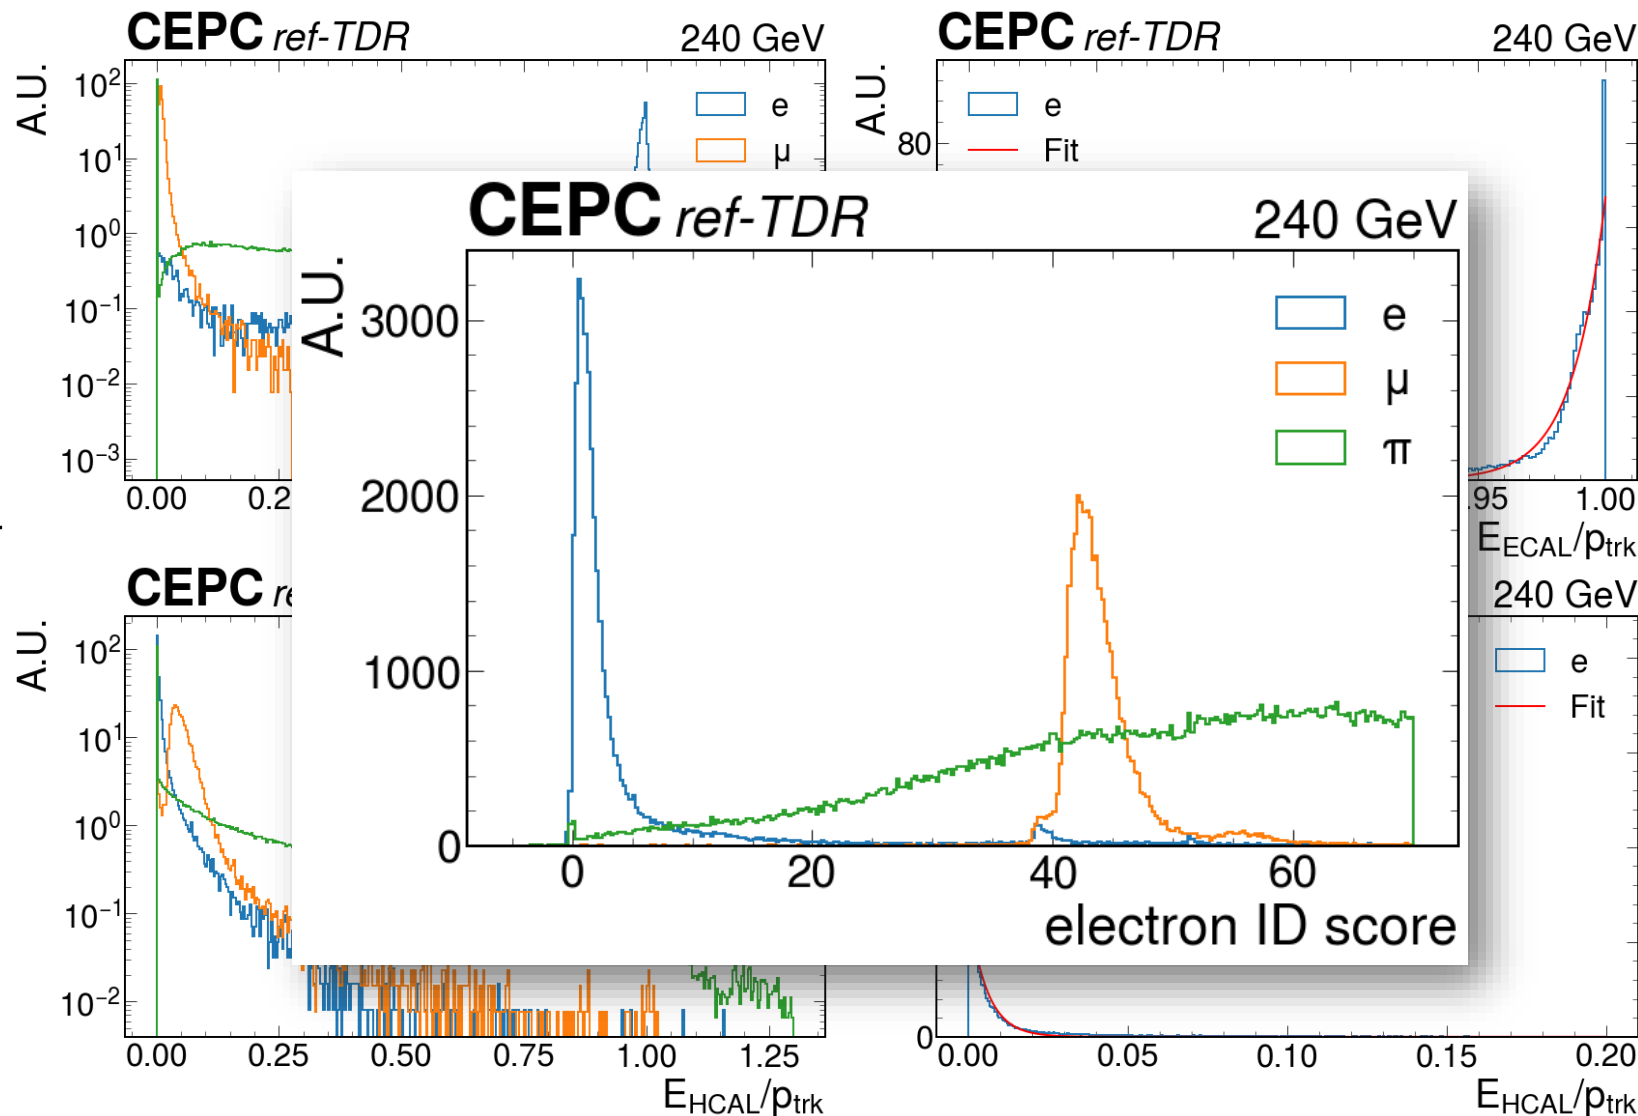 CEPC ref-TDR 240 GeV
A.U.
10²
10¹
10⁰
10⁻¹
10⁻²
10⁻³
e
μ
0.00 0.2
CEPC ref-TDR 240 GeV
A.U.
80
e
Fit
.95 1.00
E_ECAL/p_trk
CEPC ref-TDR 240 GeV
A.U.
3000
2000
1000
0
e
μ
π
0 20 40 60
electron ID score
CEPC
A.U.
10²
10¹
10⁰
10⁻¹
10⁻²
0.00 0.25 0.50 0.75 1.00 1.25
E_HCAL/p_trk
240 GeV
e
Fit
0
0.00 0.05 0.10 0.15 0.20
E_HCAL/p_trk